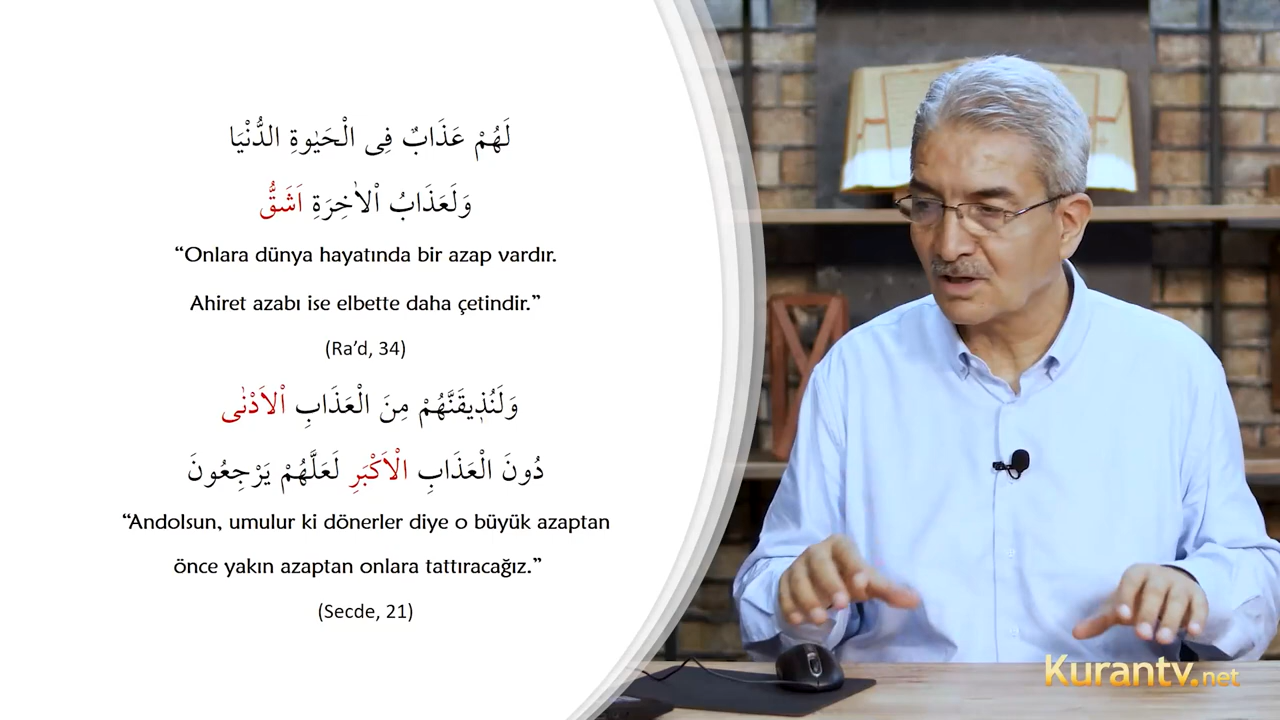 لَهُمْ عَذَابٌ فِى الْحَيٰوةِ الدُّنْيَا
وَلَعَذَابُ اْلاٰخِرَةِ اَشَقُّ
“Onlara dünya hayatında bir azap vardır.
Ahiret azabı ise elbette daha çetindir.”
(Ra’d, 34)
وَلَنُذٖيقَنَّهُمْ مِنَ الْعَذَابِ اْلاَدْنٰى
دُونَ الْعَذَابِ الْاَكْبَرِ لَعَلَّهُمْ يَرْجِعُونَ
“Andolsun, umulur ki dönerler diye o büyük azaptan
önce yakın azaptan onlara tattıracağız.”
(Secde, 21)
Kurantv.net